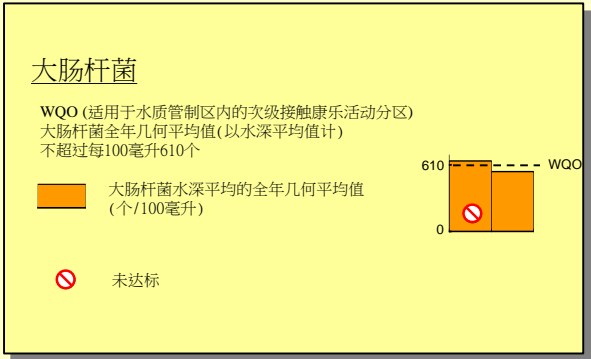 大肠杆菌
WQO (适用于水质管制区内的次级接触康乐活动分区)
大肠杆菌全年几何平均值(以水深平均值计)
不超过每100毫升610个
610
WQO
大肠杆菌水深平均的全年几何平均值
(个/100毫升)
0
未达标